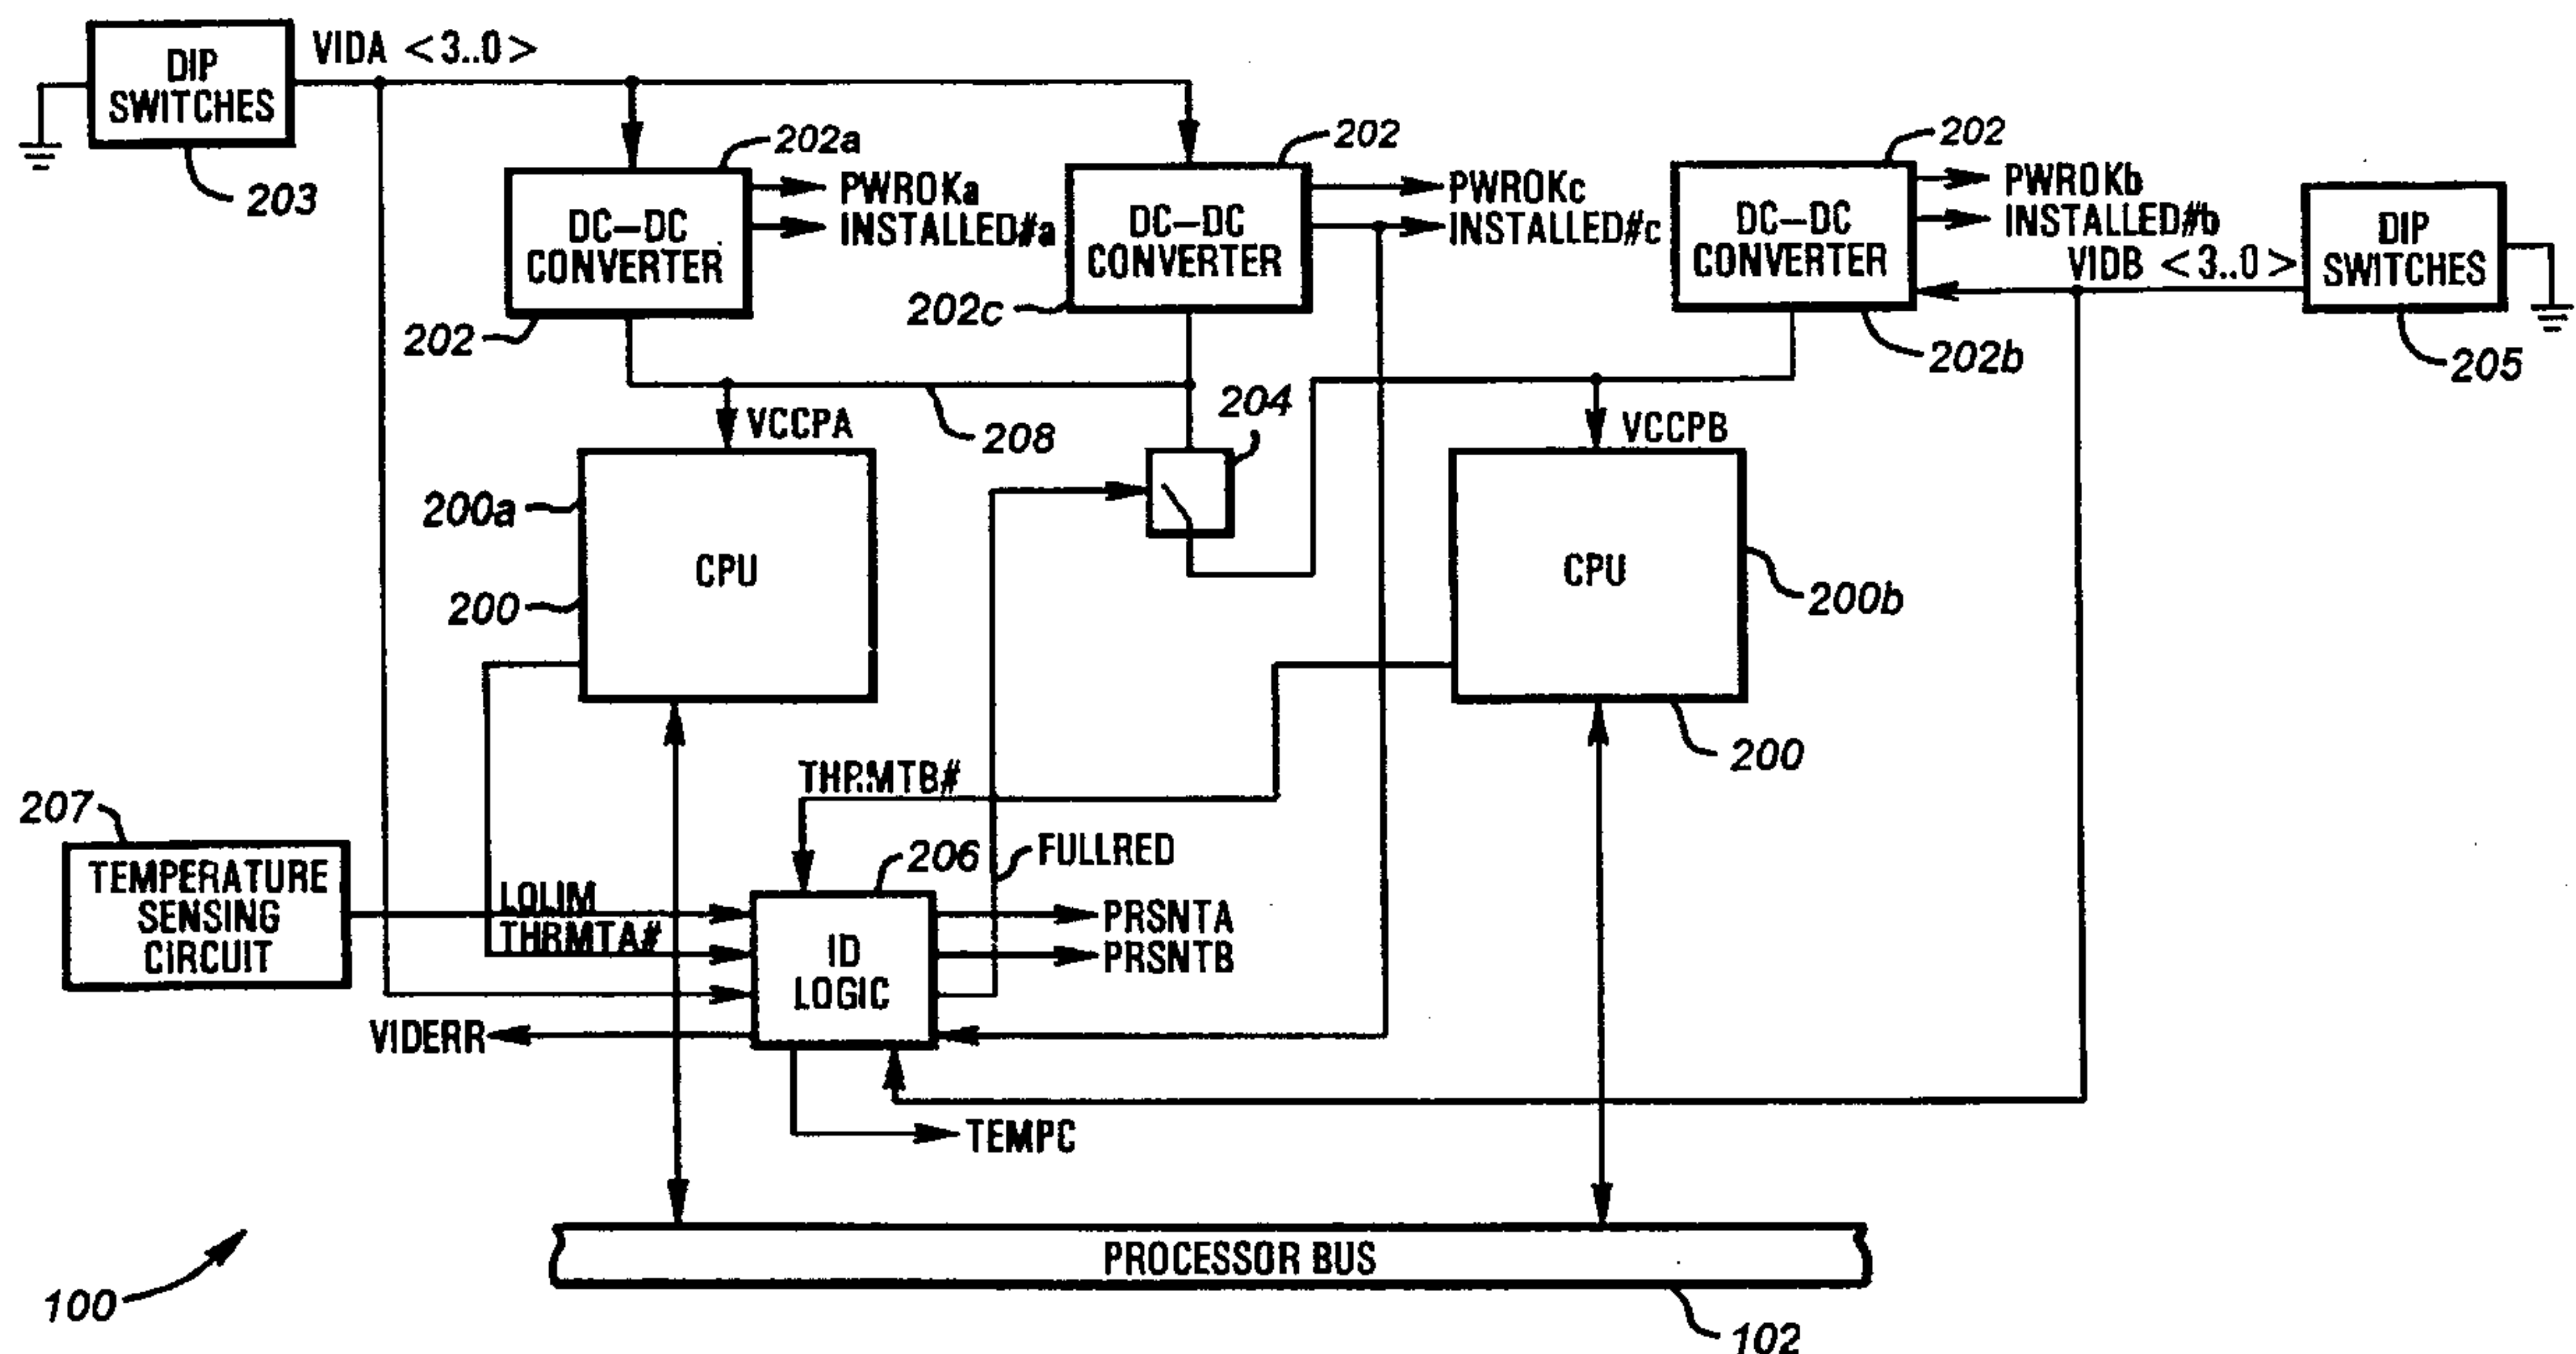 DIP
SWITCHES
VIDA <3..0>
203
202a
PWROKa
INSTALLED#a
DC–DC
CONVERTER
202
202
PWROKc
INSTALLED#c
DC–DC
CONVERTER
202c
202
PWROKb
INSTALLED#b
VIDB <3..0>
DC–DC
CONVERTER
202b
DIP
SWITCHES
205
VCCPA
208
204
VCCPB
200a
200
CPU
CPU
200b
200
THRMTB#
207
TEMPERATURE
SENSING
CIRCUIT
LOLIM
THRMTA#
206
FULLRED
ID
LOGIC
PRSNTA
PRSNTB
VIDERR
TEMPC
PROCESSOR BUS
100
102